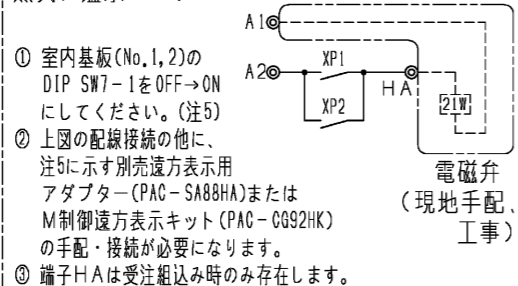 A1
① 室内基板(No.1,2)の
DIP SW7-1をOFF→ON
にしてください。(注5)
A2
XP1
XP2
HA
21W
② 上図の配線接続の他に、
注5に示す別売遠方表示用
アダプター(PAC-SA88HA)または
M制御遠方表示キット(PAC-CG92HK)
の手配・接続が必要になります。
電磁弁
(現地手配、
工事)
③ 端子HAは受注組込み時のみ存在します。